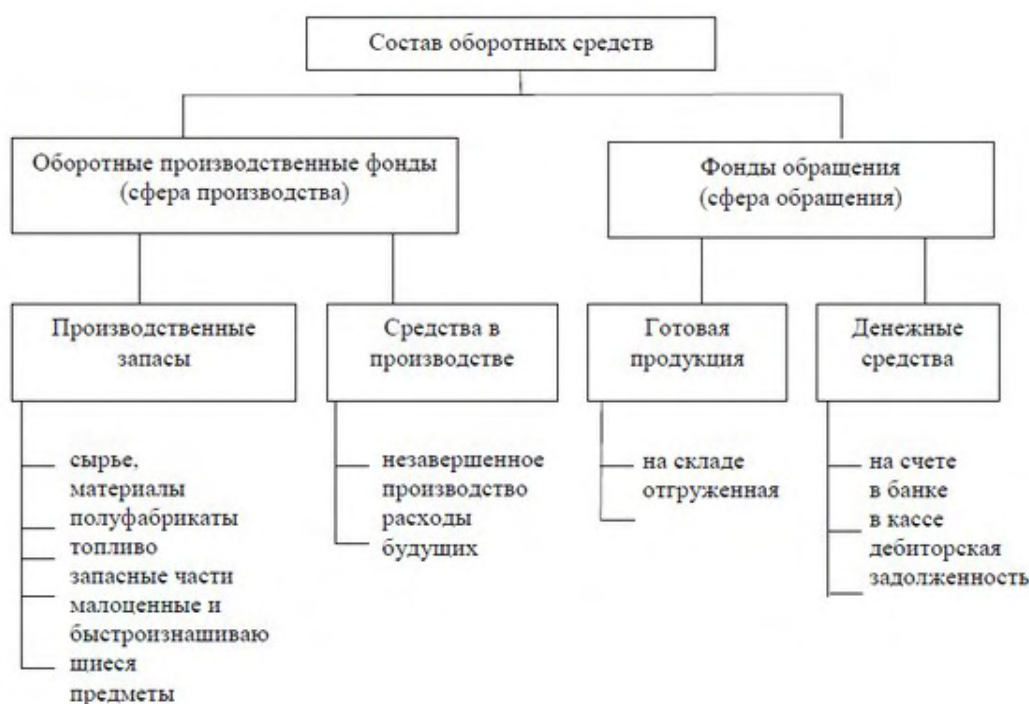 Состав оборотных средств
Оборотные производственные фонды
(сфера производства)
Фонды обращения
(сфера обращения)
Производственные
запасы
Средства в
производстве
Готовая
продукция
Денежные
средства
сырье,
материалы
полуфабрикаты
топливо
запасные части
малоценные и
быстроизнашиваю
щиеся
предметы
незавершенное
производство
расходы
будущих
на складе
отгруженная
на счете
в банке
в кассе
дебиторская
задолженность